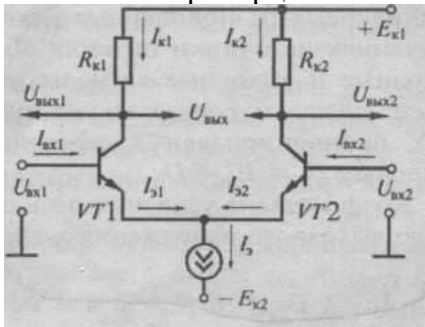 + Eк1
Iк1 Iк2
Rк1 Rк2
Uвых1 Uвых Uвых2
Iвх1 Iвх2
Uвх1 Iэ1 Iэ2 Uвх2
VT1 VT2
Iэ
− Eк2